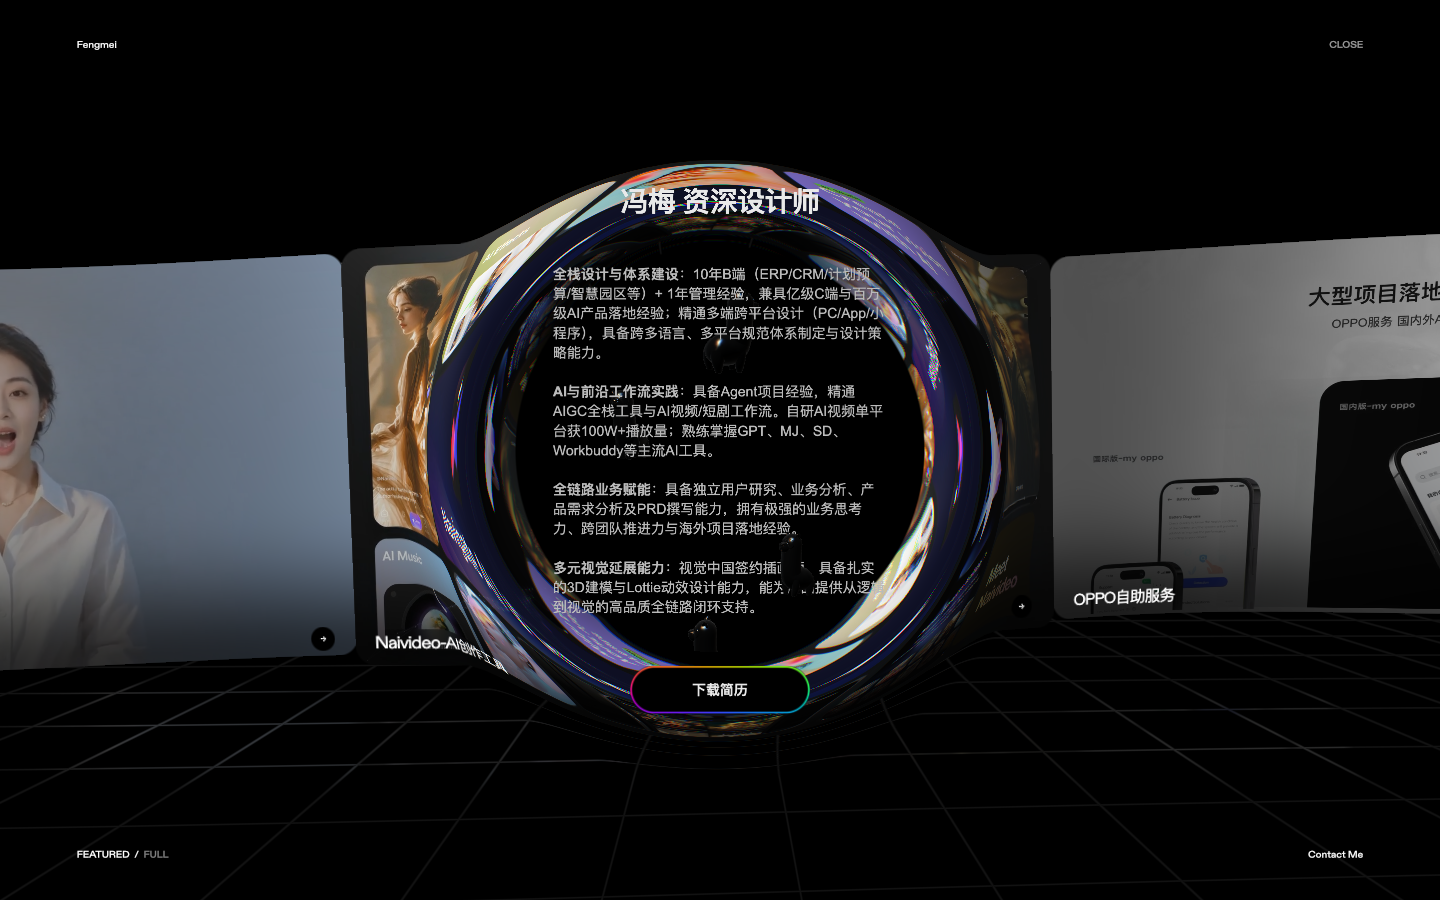 Fengmei
CLOSE
冯梅 资深设计师
全栈设计与体系建设：10年B端（ERP/CRM/计划预
算/智慧园区等）+ 1年管理经验，兼具亿级C端与百万
级AI产品落地经验；精通多端跨平台设计（PC/App/小
程序），具备跨多语言、多平台规范体系制定与设计策
略能力。
AI与前沿工作流实践：具备Agent项目经验，精通
AIGC全栈工具与AI视频/短剧工作流。自研AI视频单平
台获100W+播放量；熟练掌握GPT、MJ、SD、
Workbuddy等主流AI工具。
全链路业务赋能：具备独立用户研究、业务分析、产
品需求分析及PRD撰写能力，拥有极强的业务思考
力、跨团队推进力与海外项目落地经验。
多元视觉延展能力：视觉中国签约插画师、具备扎实
的3D建模与Lottie动效设计能力，能为 提供从逻辑
到视觉的高品质全链路闭环支持。
下载简历
AI Music
Naivideo-AI创作工具
Meet
Naivideo
大型项目落地
OPPO服务 国内外A
国内版-my oppo
国际版-my oppo
OPPO自助服务
FEATURED / FULL
Contact Me